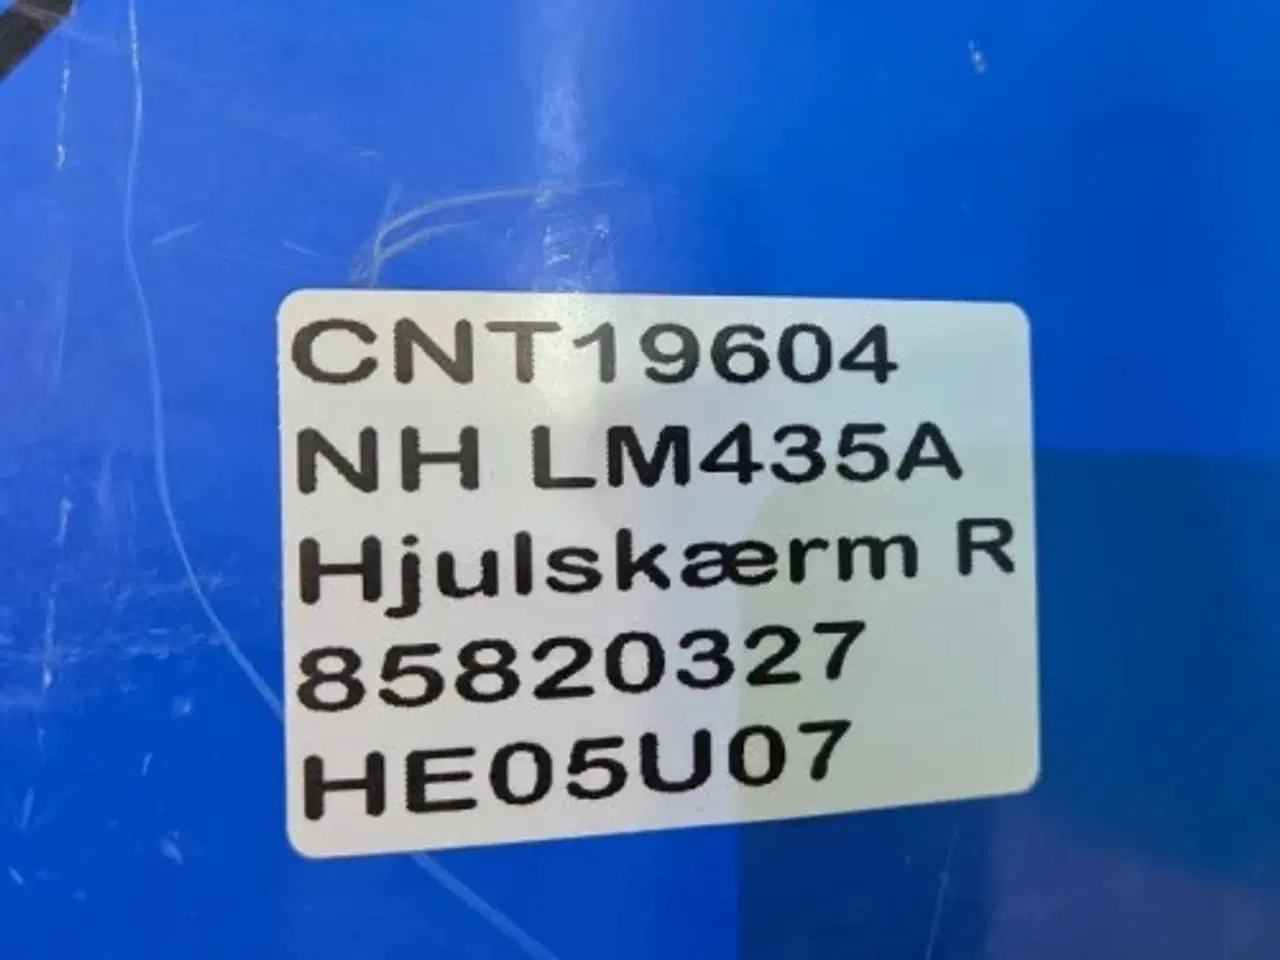 CNT19604
NH LM435A
Hjulskærm R
85820327
HE05U07